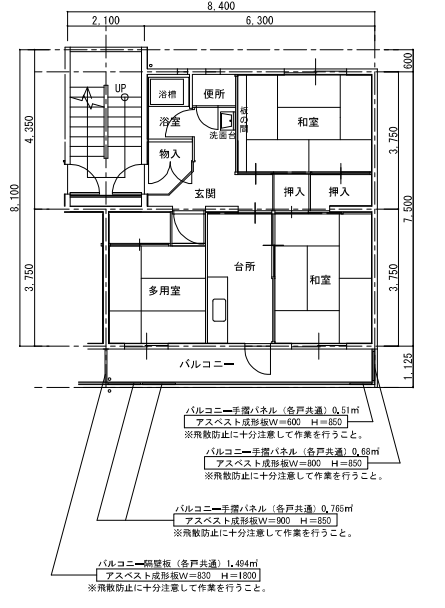 8,400
2,100
6,300
600
UP
浴槽
便所
浴室
洗面台
板の間
和室
物入
玄関
押入
押入
4,350
3,750
8,100
7,500
台所
多用室
和室
3,750
3,750
バルコニー
1,125
バルコニー手摺パネル（各戸共通）0.51㎡
アスベスト成形板W＝600 H＝850
※飛散防止に十分注意して作業を行うこと。
バルコニー手摺パネル（各戸共通）0.68㎡
アスベスト成形板W＝800 H＝850
※飛散防止に十分注意して作業を行うこと。
バルコニー手摺パネル（各戸共通）0.765㎡
アスベスト成形板W＝900 H＝850
※飛散防止に十分注意して作業を行うこと。
バルコニー隔壁板（各戸共通）1.494㎡
アスベスト成形板W＝830 H＝1800
※飛散防止に十分注意して作業を行うこと。